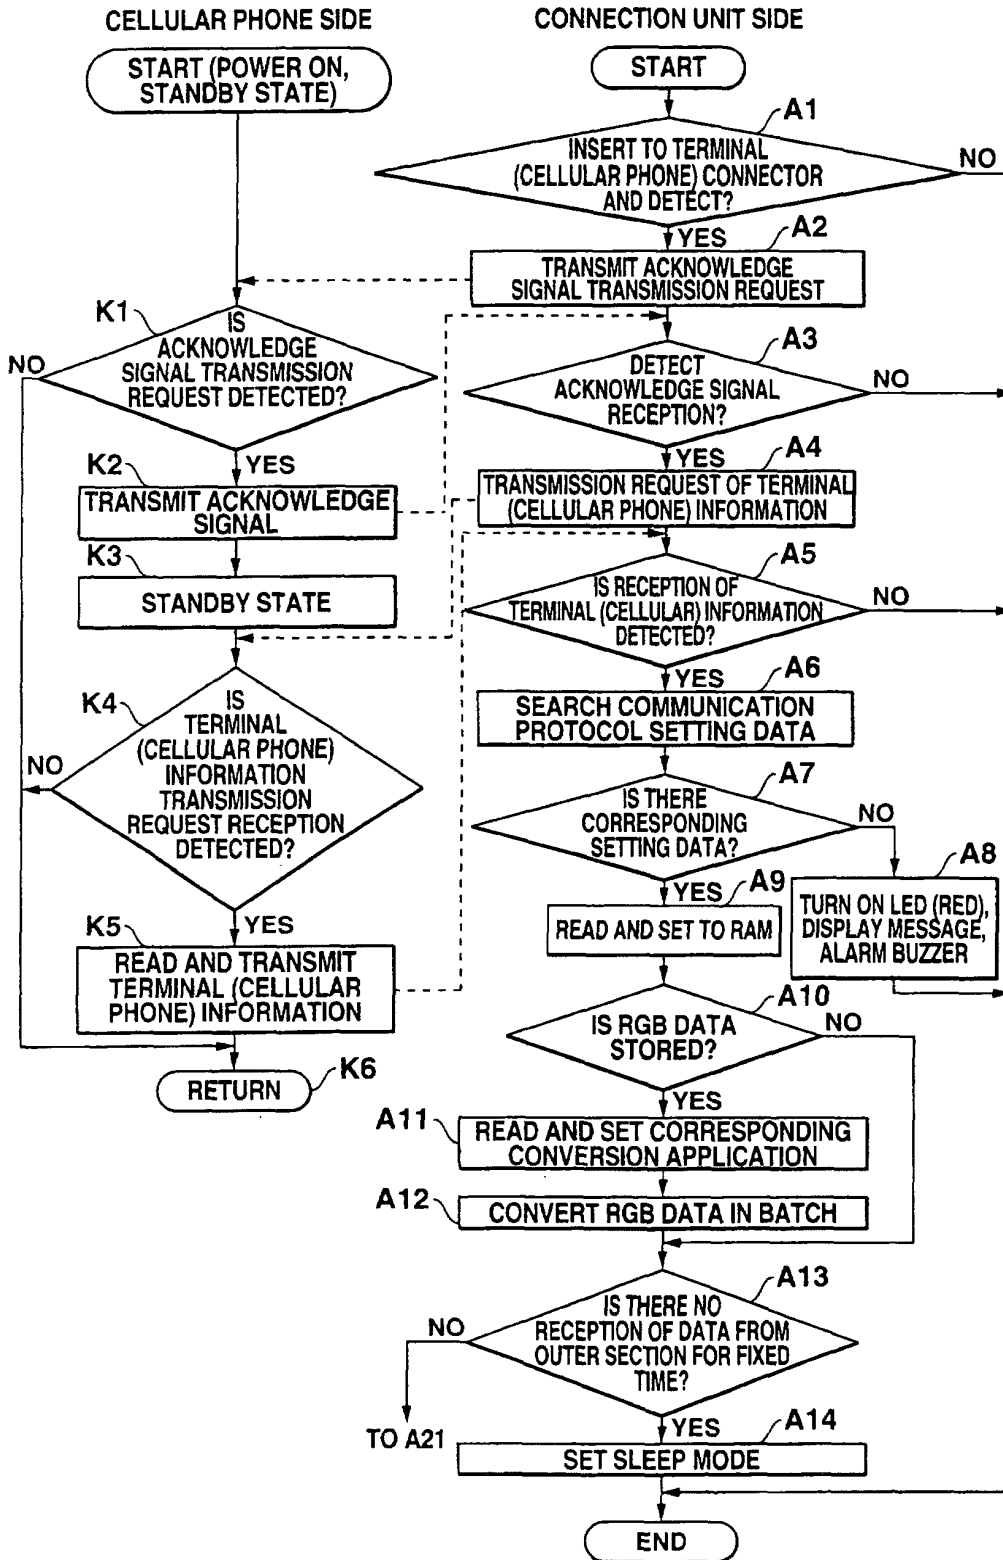 CELLULAR PHONE SIDE
START (POWER ON,
STANDBY STATE)
K1
IS
ACKNOWLEDGE
SIGNAL TRANSMISSION
REQUEST DETECTED?
NO
YES
K2
TRANSMIT ACKNOWLEDGE
SIGNAL
K3
STANDBY STATE
K4
IS
TERMINAL
(CELLULAR PHONE)
INFORMATION
TRANSMISSION
REQUEST RECEPTION
DETECTED?
NO
YES
K5
READ AND TRANSMIT
TERMINAL (CELLULAR
PHONE) INFORMATION
RETURN
K6
CONNECTION UNIT SIDE
START
A1
INSERT TO TERMINAL
(CELLULAR PHONE) CONNECTOR
AND DETECT?
NO
YES
A2
TRANSMIT ACKNOWLEDGE
SIGNAL TRANSMISSION REQUEST
A3
DETECT
ACKNOWLEDGE SIGNAL
RECEPTION?
NO
YES
A4
TRANSMISSION REQUEST OF TERMINAL
(CELLULAR PHONE) INFORMATION
A5
IS RECEPTION OF
TERMINAL (CELLULAR) INFORMATION
DETECTED?
NO
YES
A6
SEARCH COMMUNICATION
PROTOCOL SETTING DATA
A7
IS THERE
CORRESPONDING
SETTING DATA?
NO
YES
A8
TURN ON LED (RED),
DISPLAY MESSAGE,
ALARM BUZZER
A9
READ AND SET TO RAM
A10
IS RGB DATA
STORED?
NO
YES
A11
READ AND SET CORRESPONDING
CONVERSION APPLICATION
A12
CONVERT RGB DATA IN BATCH
A13
IS THERE NO
RECEPTION OF DATA FROM
OUTER SECTION FOR FIXED
TIME?
NO
TO A21
YES
A14
SET SLEEP MODE
END